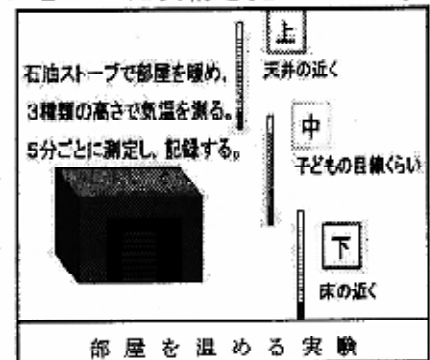 上
天井の近く
石油ストーブで部屋を暖め、
3種類の高さで気温を測る。
5分ごとに測定し、記録する。
中
子どもの目線くらい
下
床の近く
部屋を温める実験